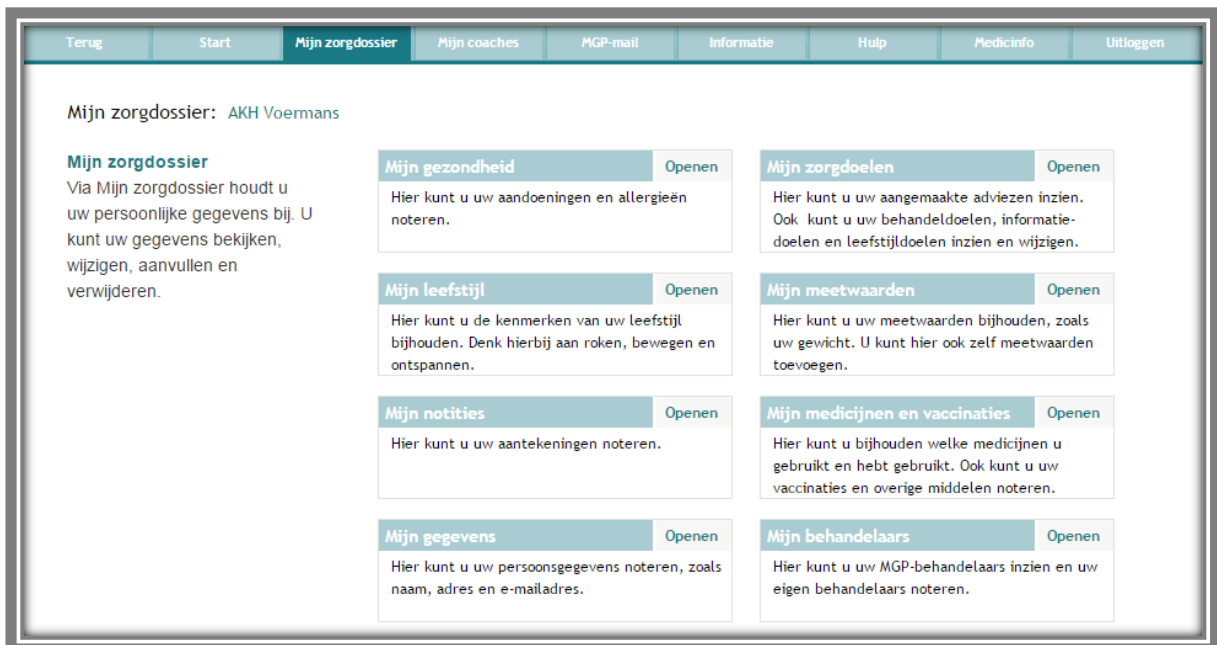 Terug Start Mijn zorgdossier Mijn coaches MGP-mail Informatie Hulp Medicinfo Uitloggen
Mijn zorgdossier: AKH Voermans
Mijn zorgdossier
Via Mijn zorgdossier houdt u
uw persoonlijke gegevens bij. U
kunt uw gegevens bekijken,
wijzigen, aanvullen en
verwijderen.
Mijn gezondheid Openen
Hier kunt u uw aandoeningen en allergieën
noteren.
Mijn zorgdoelen Openen
Hier kunt u uw aangemaakte adviezen inzien.
Ook kunt u uw behandeldoelen, informatie-
doelen en leefstijldoelen inzien en wijzigen.
Mijn leefstijl Openen
Hier kunt u de kenmerken van uw leefstijl
bijhouden. Denk hierbij aan roken, bewegen en
ontspannen.
Mijn meetwaarden Openen
Hier kunt u uw meetwaarden bijhouden, zoals
uw gewicht. U kunt hier ook zelf meetwaarden
toevoegen.
Mijn notities Openen
Hier kunt u uw aantekeningen noteren.
Mijn medicijnen en vaccinaties Openen
Hier kunt u bijhouden welke medicijnen u
gebruikt en hebt gebruikt. Ook kunt u uw
vaccinaties en overige middelen noteren.
Mijn gegevens Openen
Hier kunt u uw persoonsgegevens noteren, zoals
naam, adres en e-mailadres.
Mijn behandelaars Openen
Hier kunt u uw MGP-behandelaars inzien en uw
eigen behandelaars noteren.